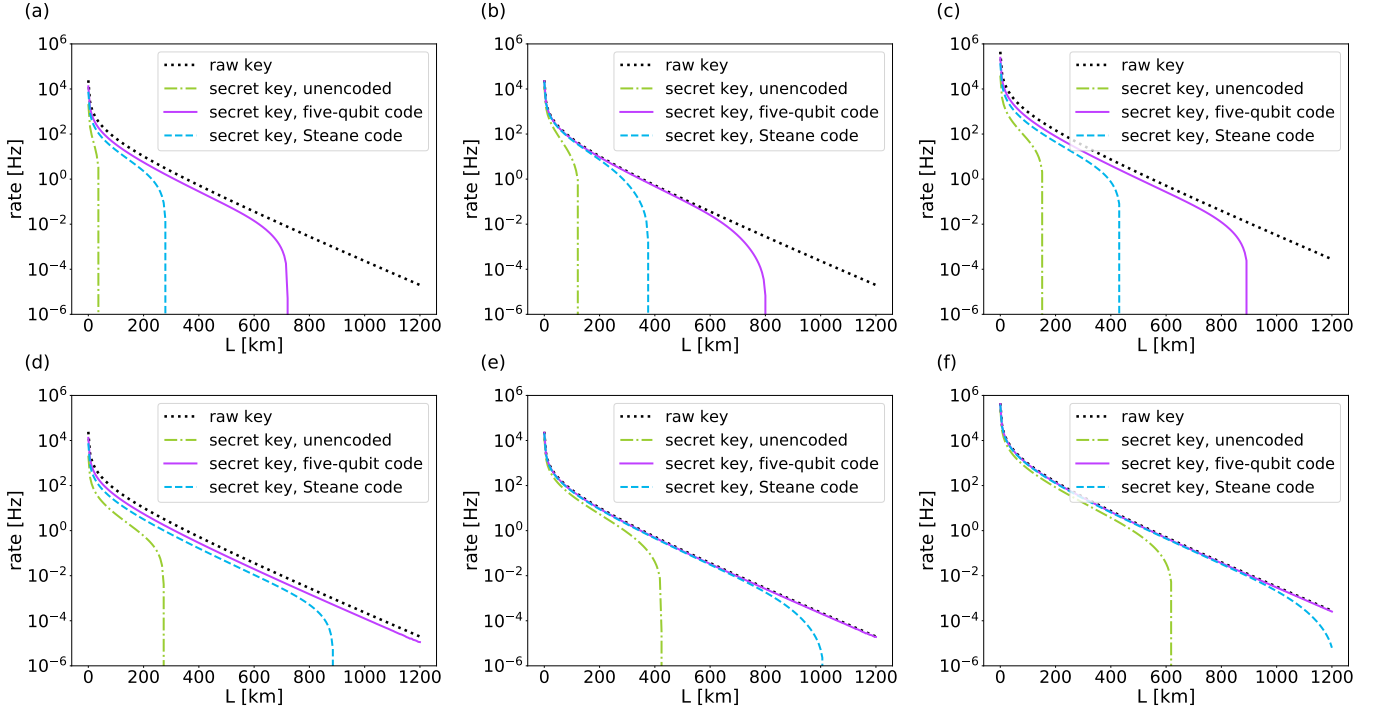 (a)
(b)
(c)
10^6
10^4
10^2
10^0
10^−2
10^−4
10^−6
rate [Hz]
raw key
secret key, unencoded
secret key, five-qubit code
secret key, Steane code
0 200 400 600 800 1000 1200
L [km]
10^6
10^4
10^2
10^0
10^−2
10^−4
10^−6
rate [Hz]
raw key
secret key, unencoded
secret key, five-qubit code
secret key, Steane code
0 200 400 600 800 1000 1200
L [km]
10^6
10^4
10^2
10^0
10^−2
10^−4
10^−6
rate [Hz]
raw key
secret key, unencoded
secret key, five-qubit code
secret key, Steane code
0 200 400 600 800 1000 1200
L [km]
(d)
(e)
(f)
10^6
10^4
10^2
10^0
10^−2
10^−4
10^−6
rate [Hz]
raw key
secret key, unencoded
secret key, five-qubit code
secret key, Steane code
0 200 400 600 800 1000 1200
L [km]
10^6
10^4
10^2
10^0
10^−2
10^−4
10^−6
rate [Hz]
raw key
secret key, unencoded
secret key, five-qubit code
secret key, Steane code
0 200 400 600 800 1000 1200
L [km]
10^6
10^4
10^2
10^0
10^−2
10^−4
10^−6
rate [Hz]
raw key
secret key, unencoded
secret key, five-qubit code
secret key, Steane code
0 200 400 600 800 1000 1200
L [km]